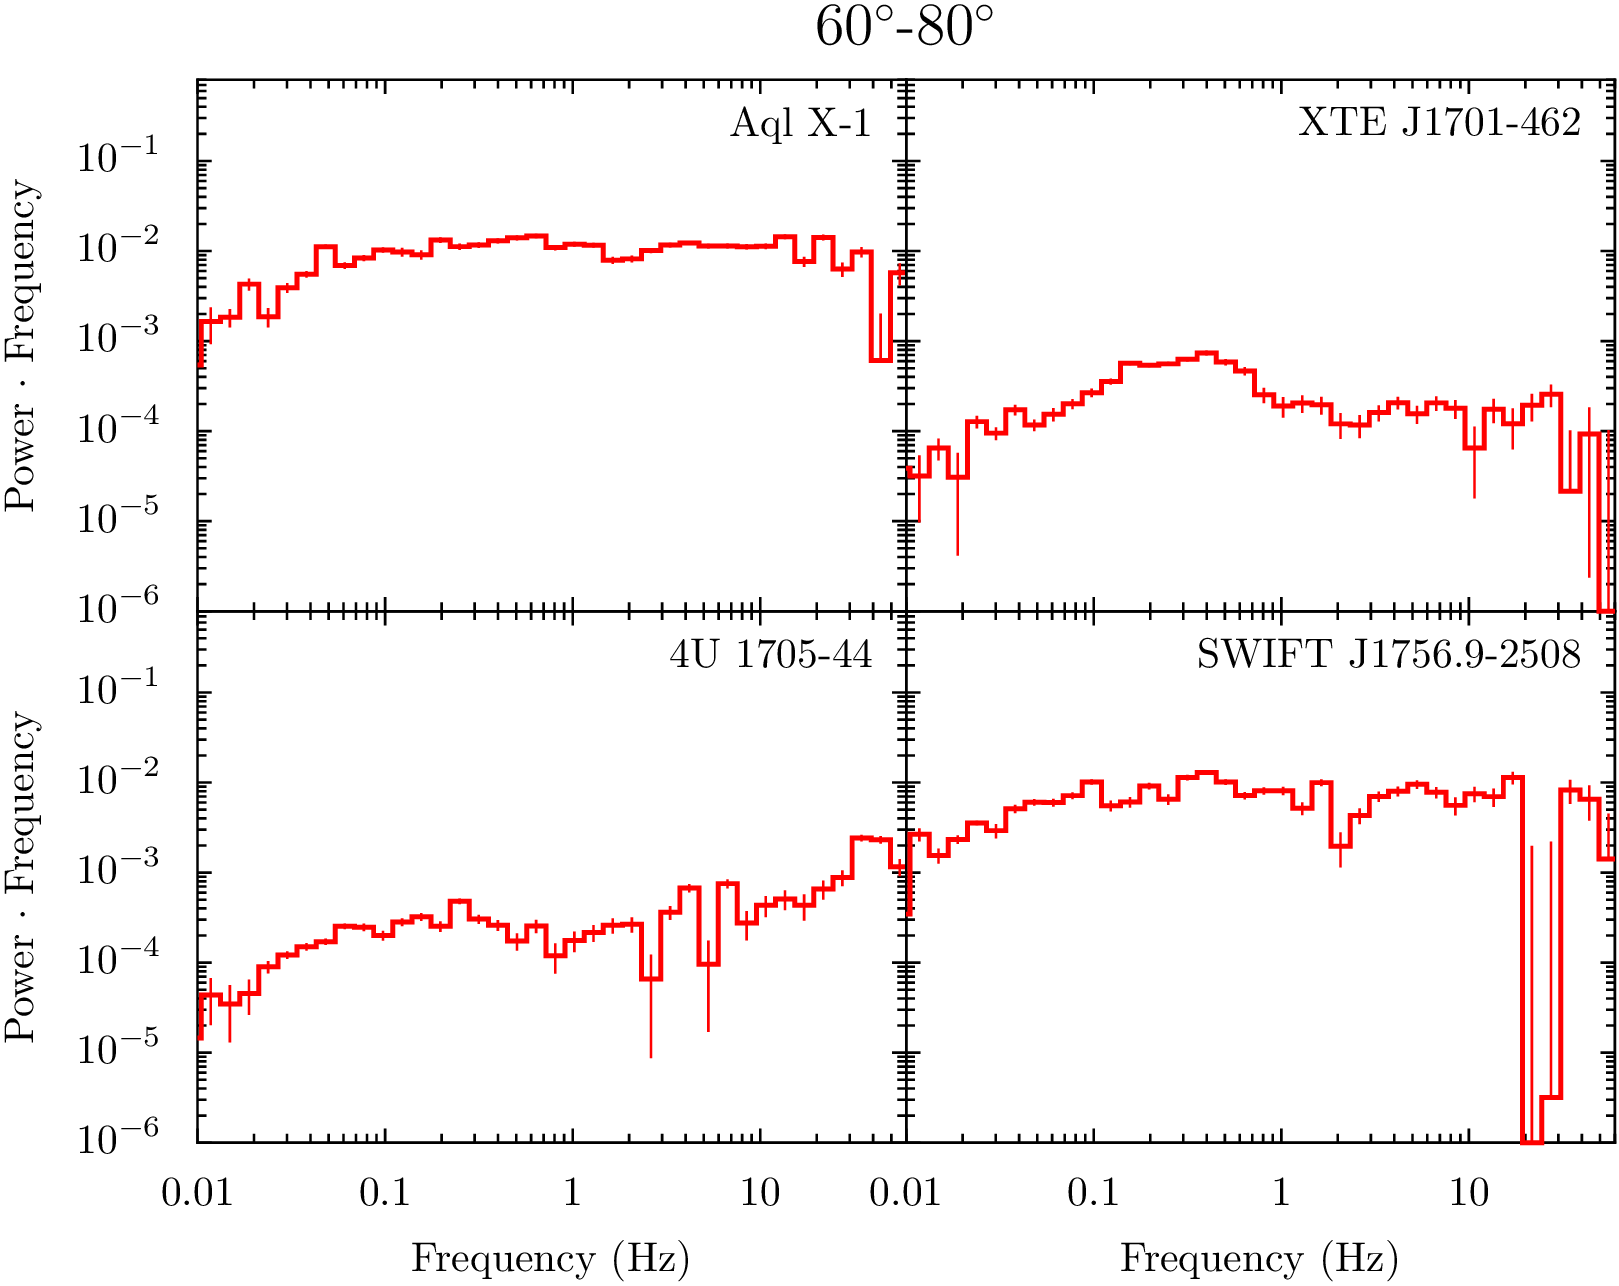 60°-80°
Aql X-1
XTE J1701-462
Power · Frequency
10⁻¹
10⁻²
10⁻³
10⁻⁴
10⁻⁵
10⁻⁶
4U 1705-44
SWIFT J1756.9-2508
Power · Frequency
10⁻¹
10⁻²
10⁻³
10⁻⁴
10⁻⁵
10⁻⁶
0.01 0.1 1 10 0.01 0.1 1 10
Frequency (Hz) Frequency (Hz)